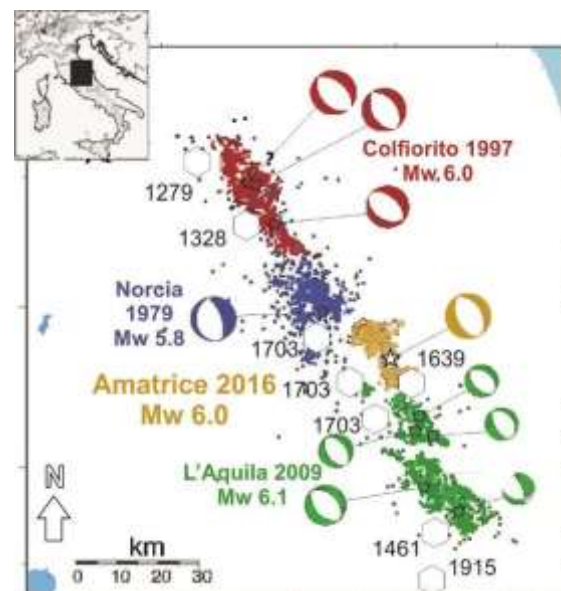 ?
Colfiorito 1997
Mw. 6.0
1279
1328
Norcia
1979
Mw 5.8
1703
Amatrice 2016
Mw 6.0
1639
1703
1703
L'Aquila 2009
Mw 6.1
N
km
0 10 20 30
1461
1915